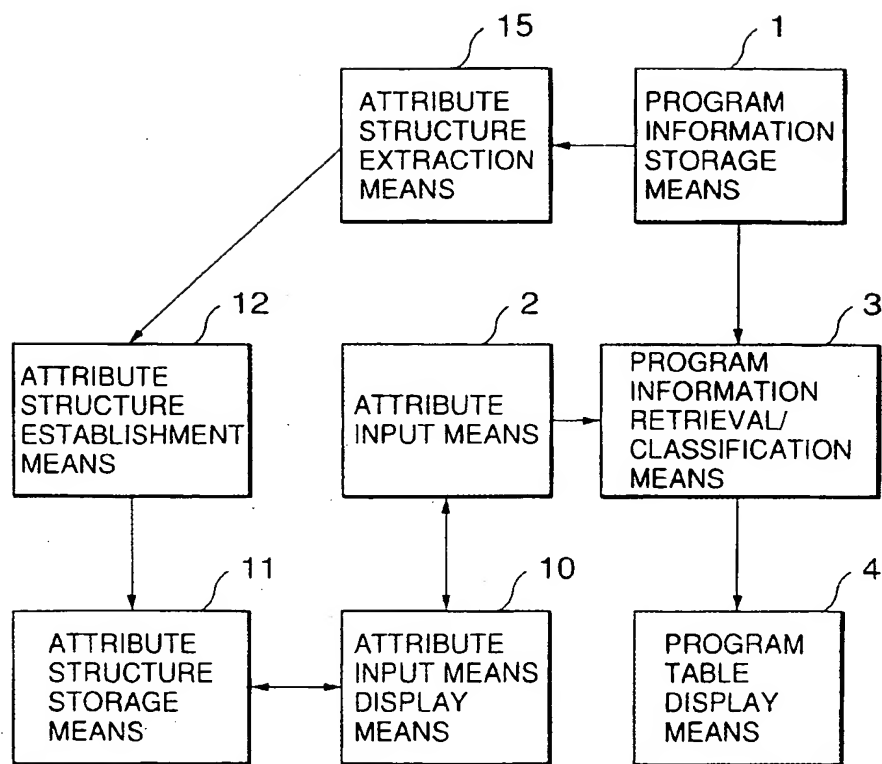 15
ATTRIBUTE
STRUCTURE
EXTRACTION
MEANS
1
PROGRAM
INFORMATION
STORAGE
MEANS
12
ATTRIBUTE
STRUCTURE
ESTABLISHMENT
MEANS
2
ATTRIBUTE
INPUT MEANS
3
PROGRAM
INFORMATION
RETRIEVAL/
CLASSIFICATION
MEANS
11
ATTRIBUTE
STRUCTURE
STORAGE
MEANS
10
ATTRIBUTE
INPUT MEANS
DISPLAY
MEANS
4
PROGRAM
TABLE
DISPLAY
MEANS